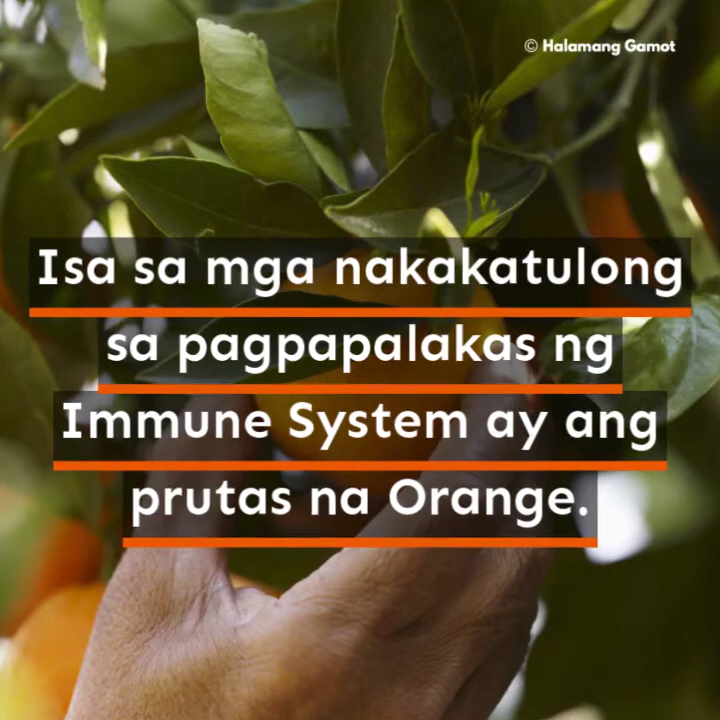 © Halamang Gamot
Isa sa mga nakakatulong
sa pagpapalakas ng
Immune System ay ang
prutas na Orange.